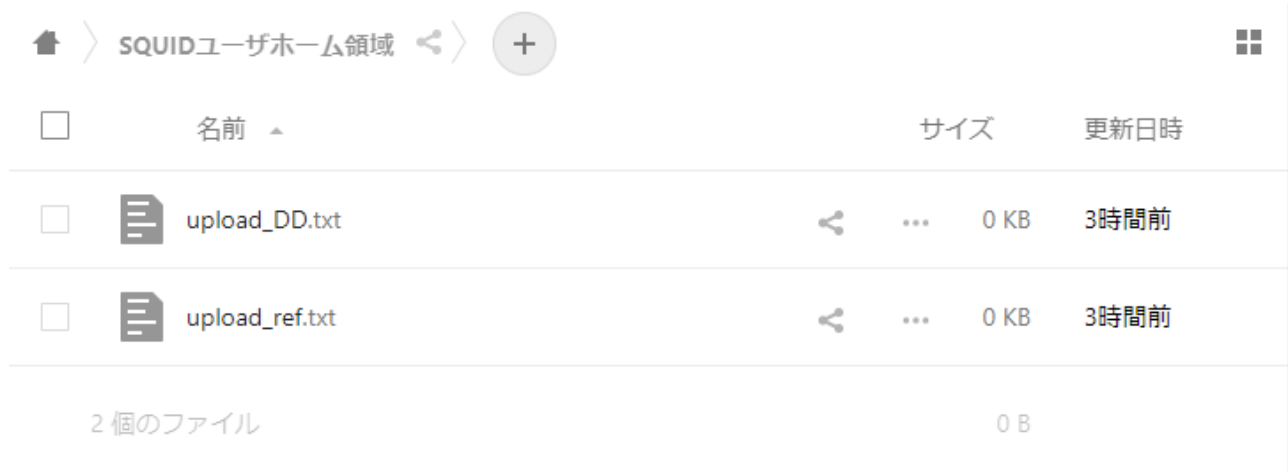 SQUIDユーザホーム領域
名前 サイズ 更新日時
upload_DD.txt 0 KB 3時間前
upload_ref.txt 0 KB 3時間前
2 個のファイル 0 B